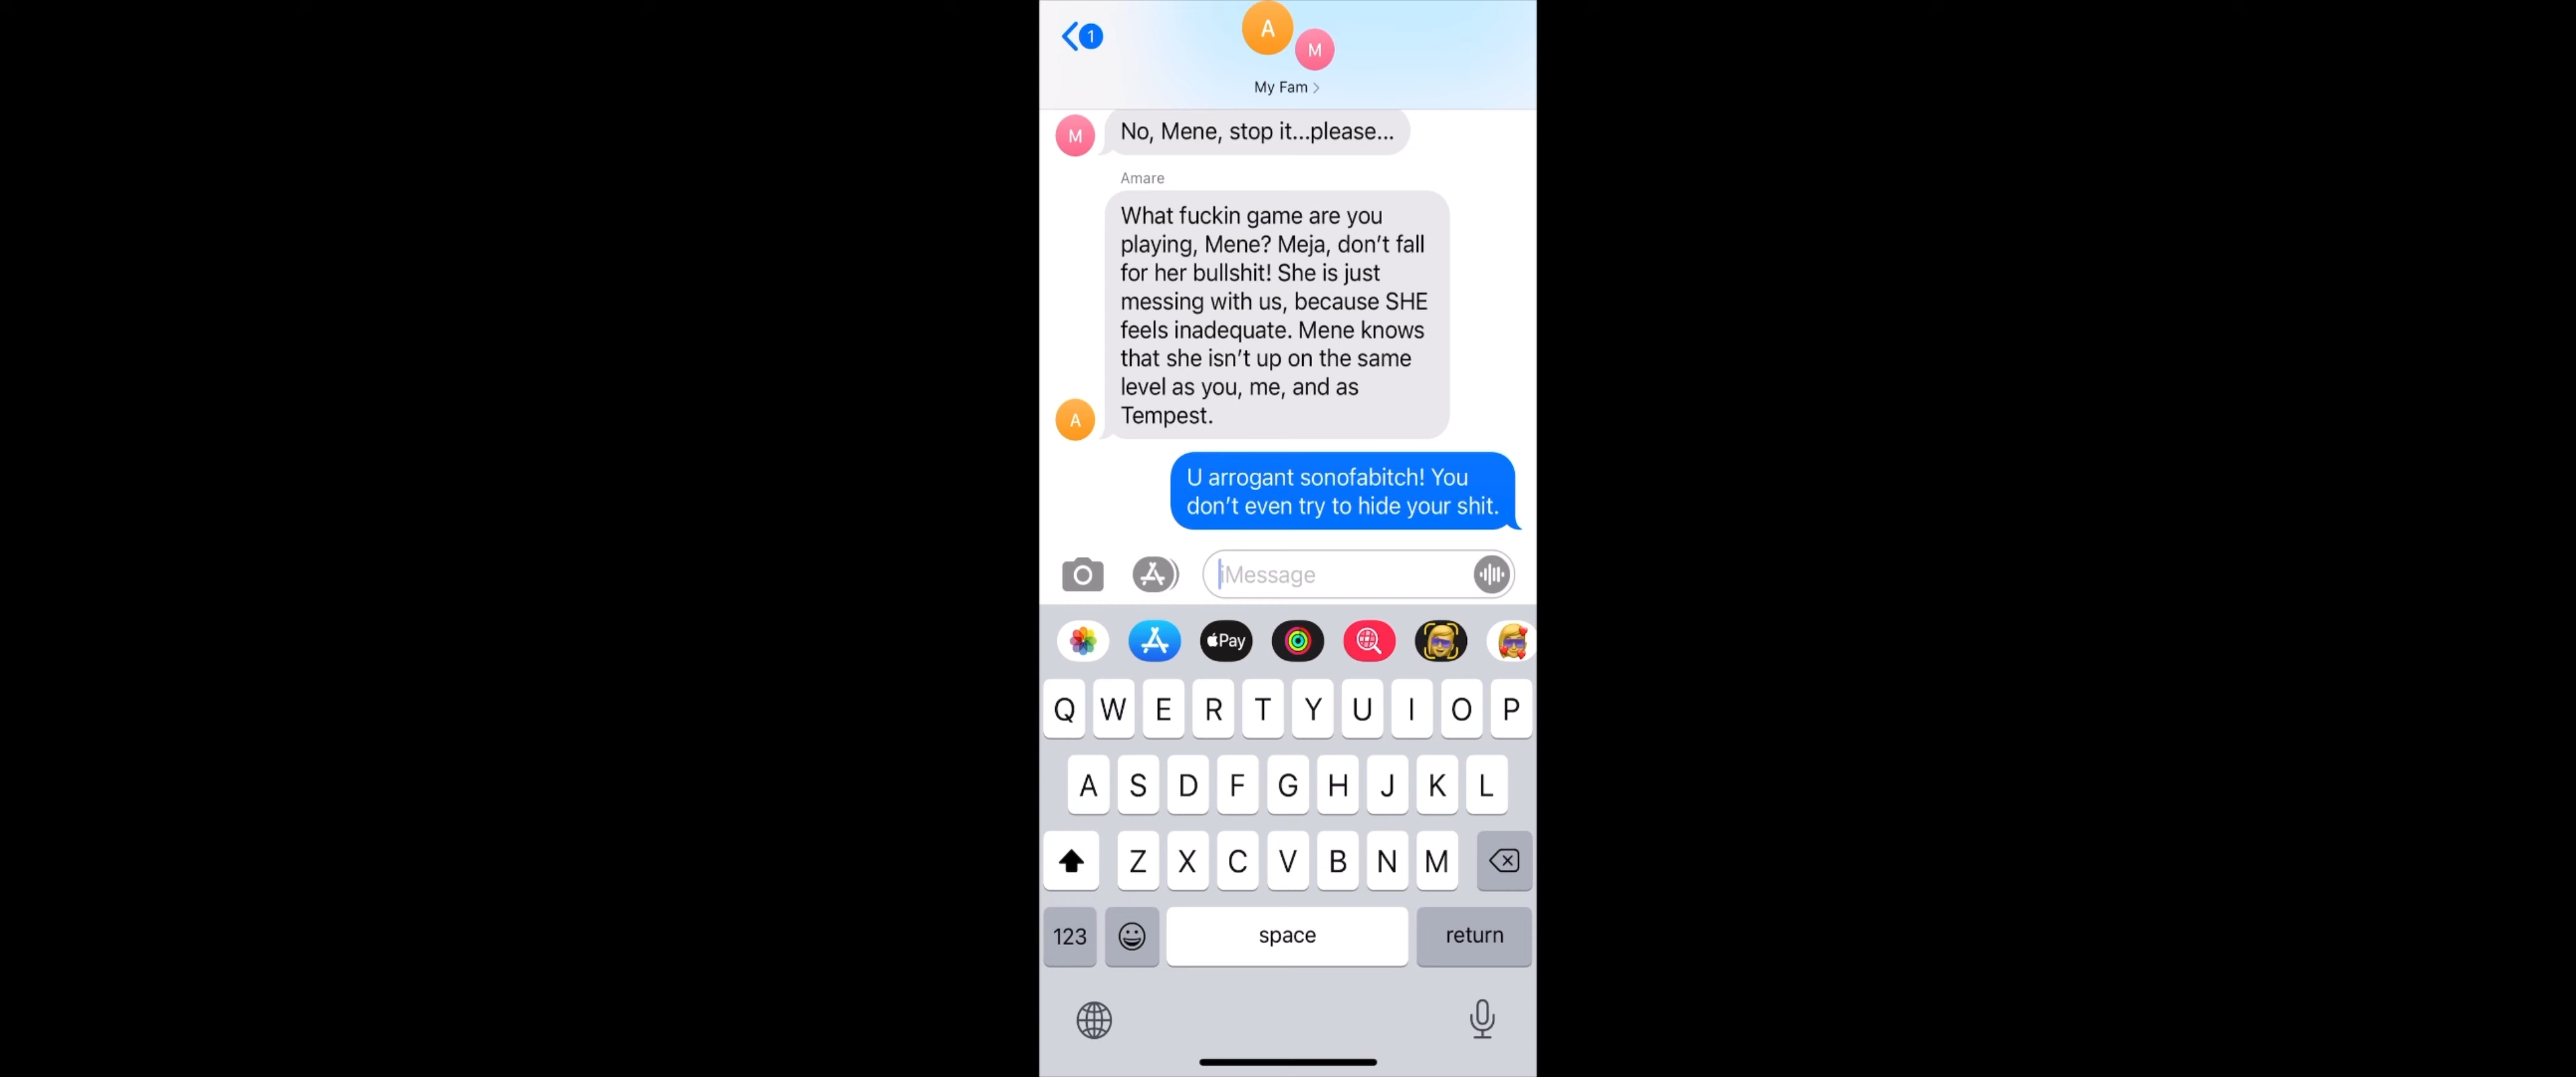 1
A
M
My Fam
M
No, Mene, stop it...please...
Amare
What fuckin game are you
playing, Mene? Meja, don't fall
for her bullshit! She is just
messing with us, because SHE
feels inadequate. Mene knows
that she isn't up on the same
level as you, me, and as
Tempest.
A
U arrogant sonofabitch! You
don't even try to hide your shit.
iMessage
Pay
Q W E R T Y U I O P
A S D F G H J K L
Z X C V B N M
123 space return